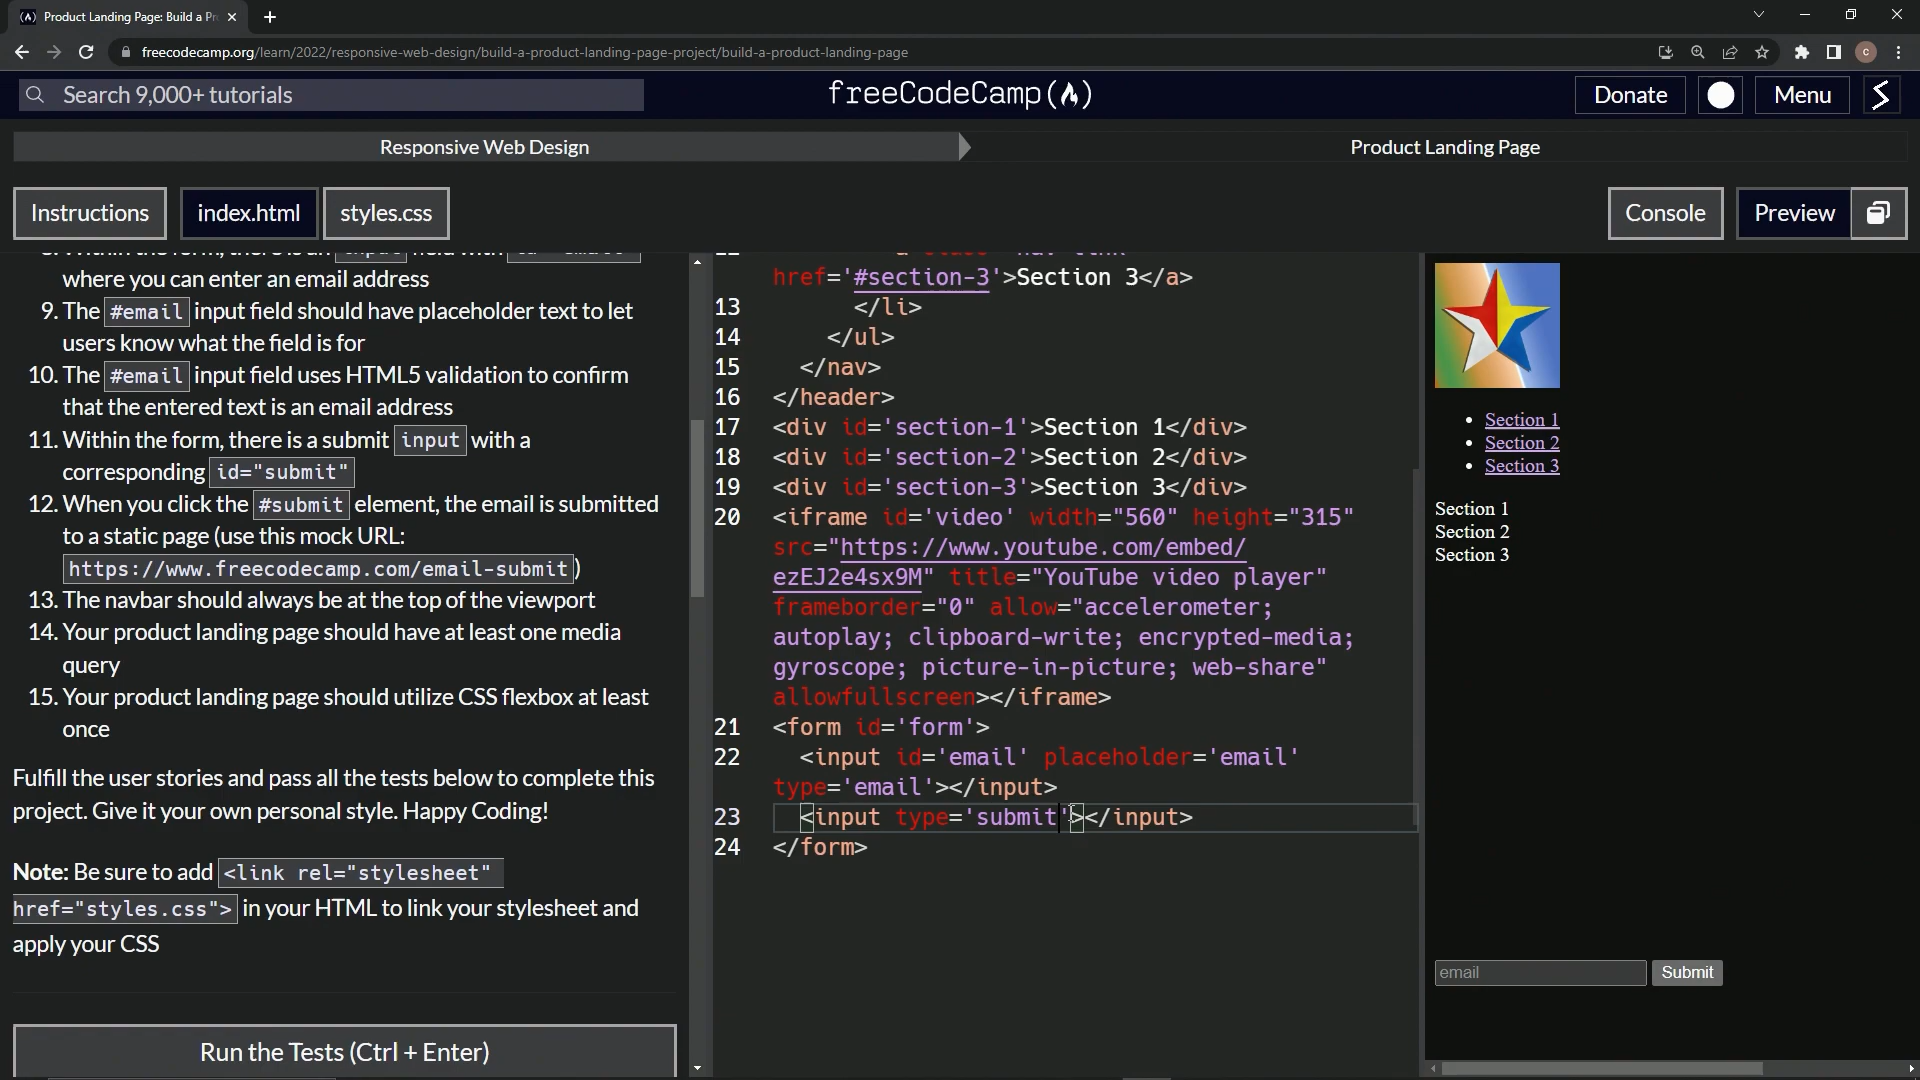 Product Landing Page: Build a Pr
freecodecamp.org/learn/2022/responsive-web-design/build-a-product-landing-page-project/build-a-product-landing-page
c
Search 9,000+ tutorials
freeCodeCamp
Donate
Menu
Responsive Web Design
Product Landing Page
Instructions
index.html
styles.css
Console
Preview
where you can enter an email address
9. The #email input field should have placeholder text to let
users know what the field is for
10. The #email input field uses HTML5 validation to confirm
that the entered text is an email address
11. Within the form, there is a submit input with a
corresponding id="submit"
12. When you click the #submit element, the email is submitted
to a static page (use this mock URL:
https://www.freecodecamp.com/email-submit)
13. The navbar should always be at the top of the viewport
14. Your product landing page should have at least one media
query
15. Your product landing page should utilize CSS flexbox at least
once
Fulfill the user stories and pass all the tests below to complete this
project. Give it your own personal style. Happy Coding!
Note: Be sure to add <link rel="stylesheet"
href="styles.css"> in your HTML to link your stylesheet and
apply your CSS
Run the Tests (Ctrl + Enter)
href='#section-3'>Section 3</a>
13 </li>
14 </ul>
15 </nav>
16 </header>
17 <div id='section-1'>Section 1</div>
18 <div id='section-2'>Section 2</div>
19 <div id='section-3'>Section 3</div>
20 <iframe id='video' width="560" height="315"
src="https://www.youtube.com/embed/
ezEJ2e4sx9M" title="YouTube video player"
frameborder="0" allow="accelerometer;
autoplay; clipboard-write; encrypted-media;
gyroscope; picture-in-picture; web-share"
allowfullscreen></iframe>
21 <form id='form'>
22 <input id='email' placeholder='email'
type='email'></input>
23 <input type='submit'></input>
24 </form>
Section 1
Section 2
Section 3
Section 1
Section 2
Section 3
email
Submit